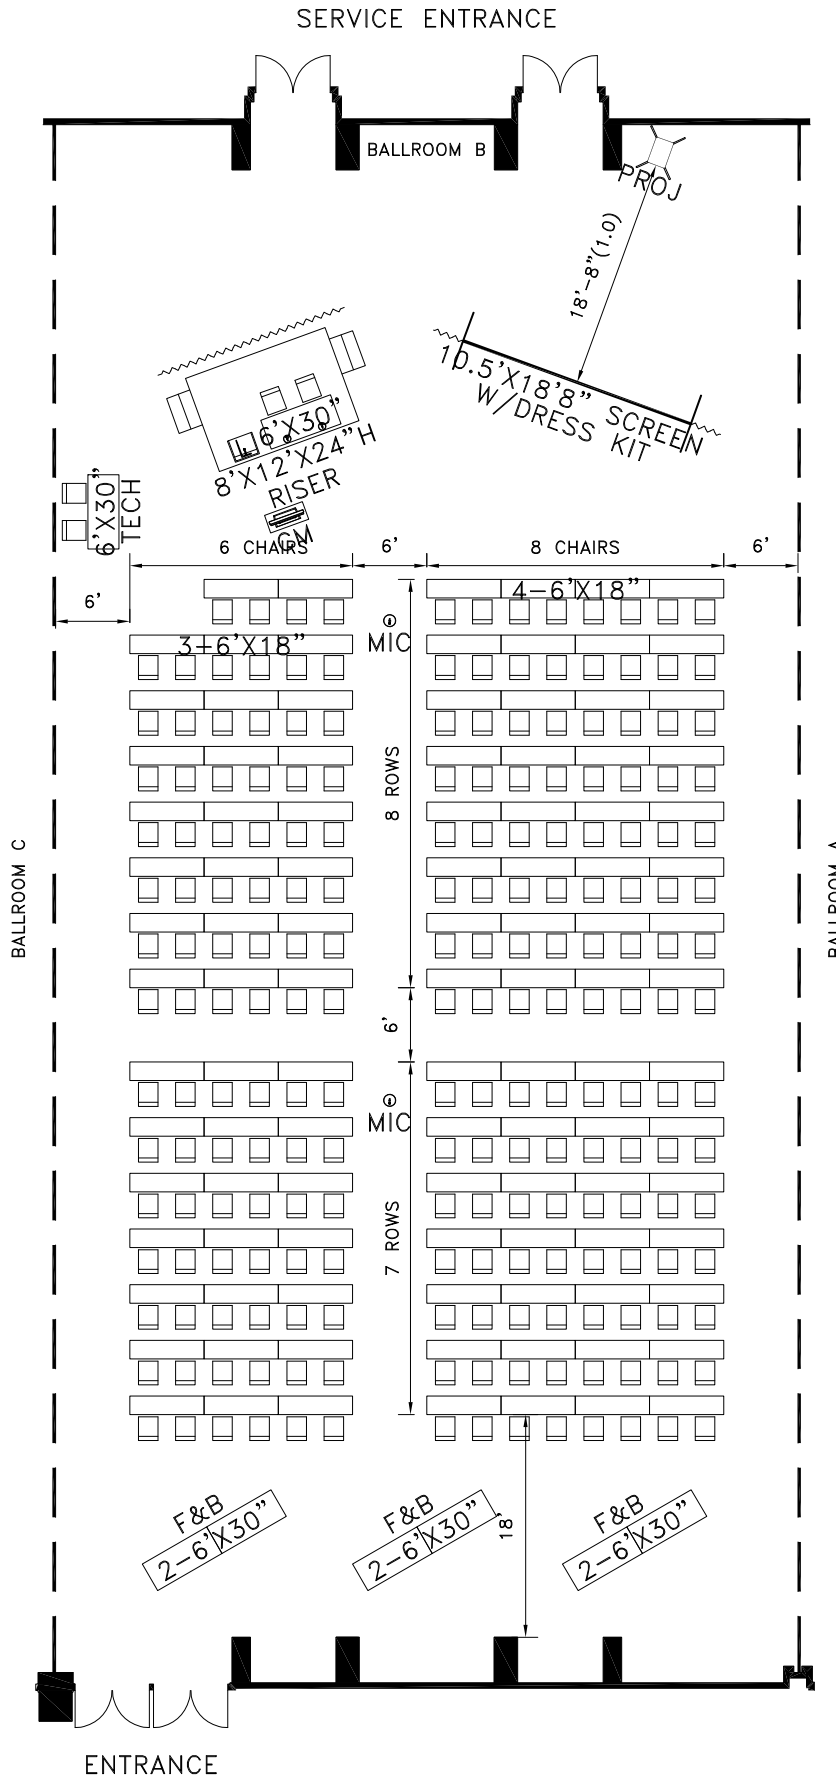 SERVICE ENTRANCE
BALLROOM B
PROJ
18'-8"(1.0)
10.5'X18'8" SCREEN
W/DRESS KIT
6'X30"
8'X12'X24"H
RISER
CM
6'X30"
TECH
6 CHAIRS
6'
8 CHAIRS
6'
6'
4-6'X18"
MIC
3-6'X18"
8 ROWS
BALLROOM C
BALLROOM A
6'
MIC
7 ROWS
F&B
2-6'X30"
F&B
2-6'X30"
18'
F&B
2-6'X30"
ENTRANCE